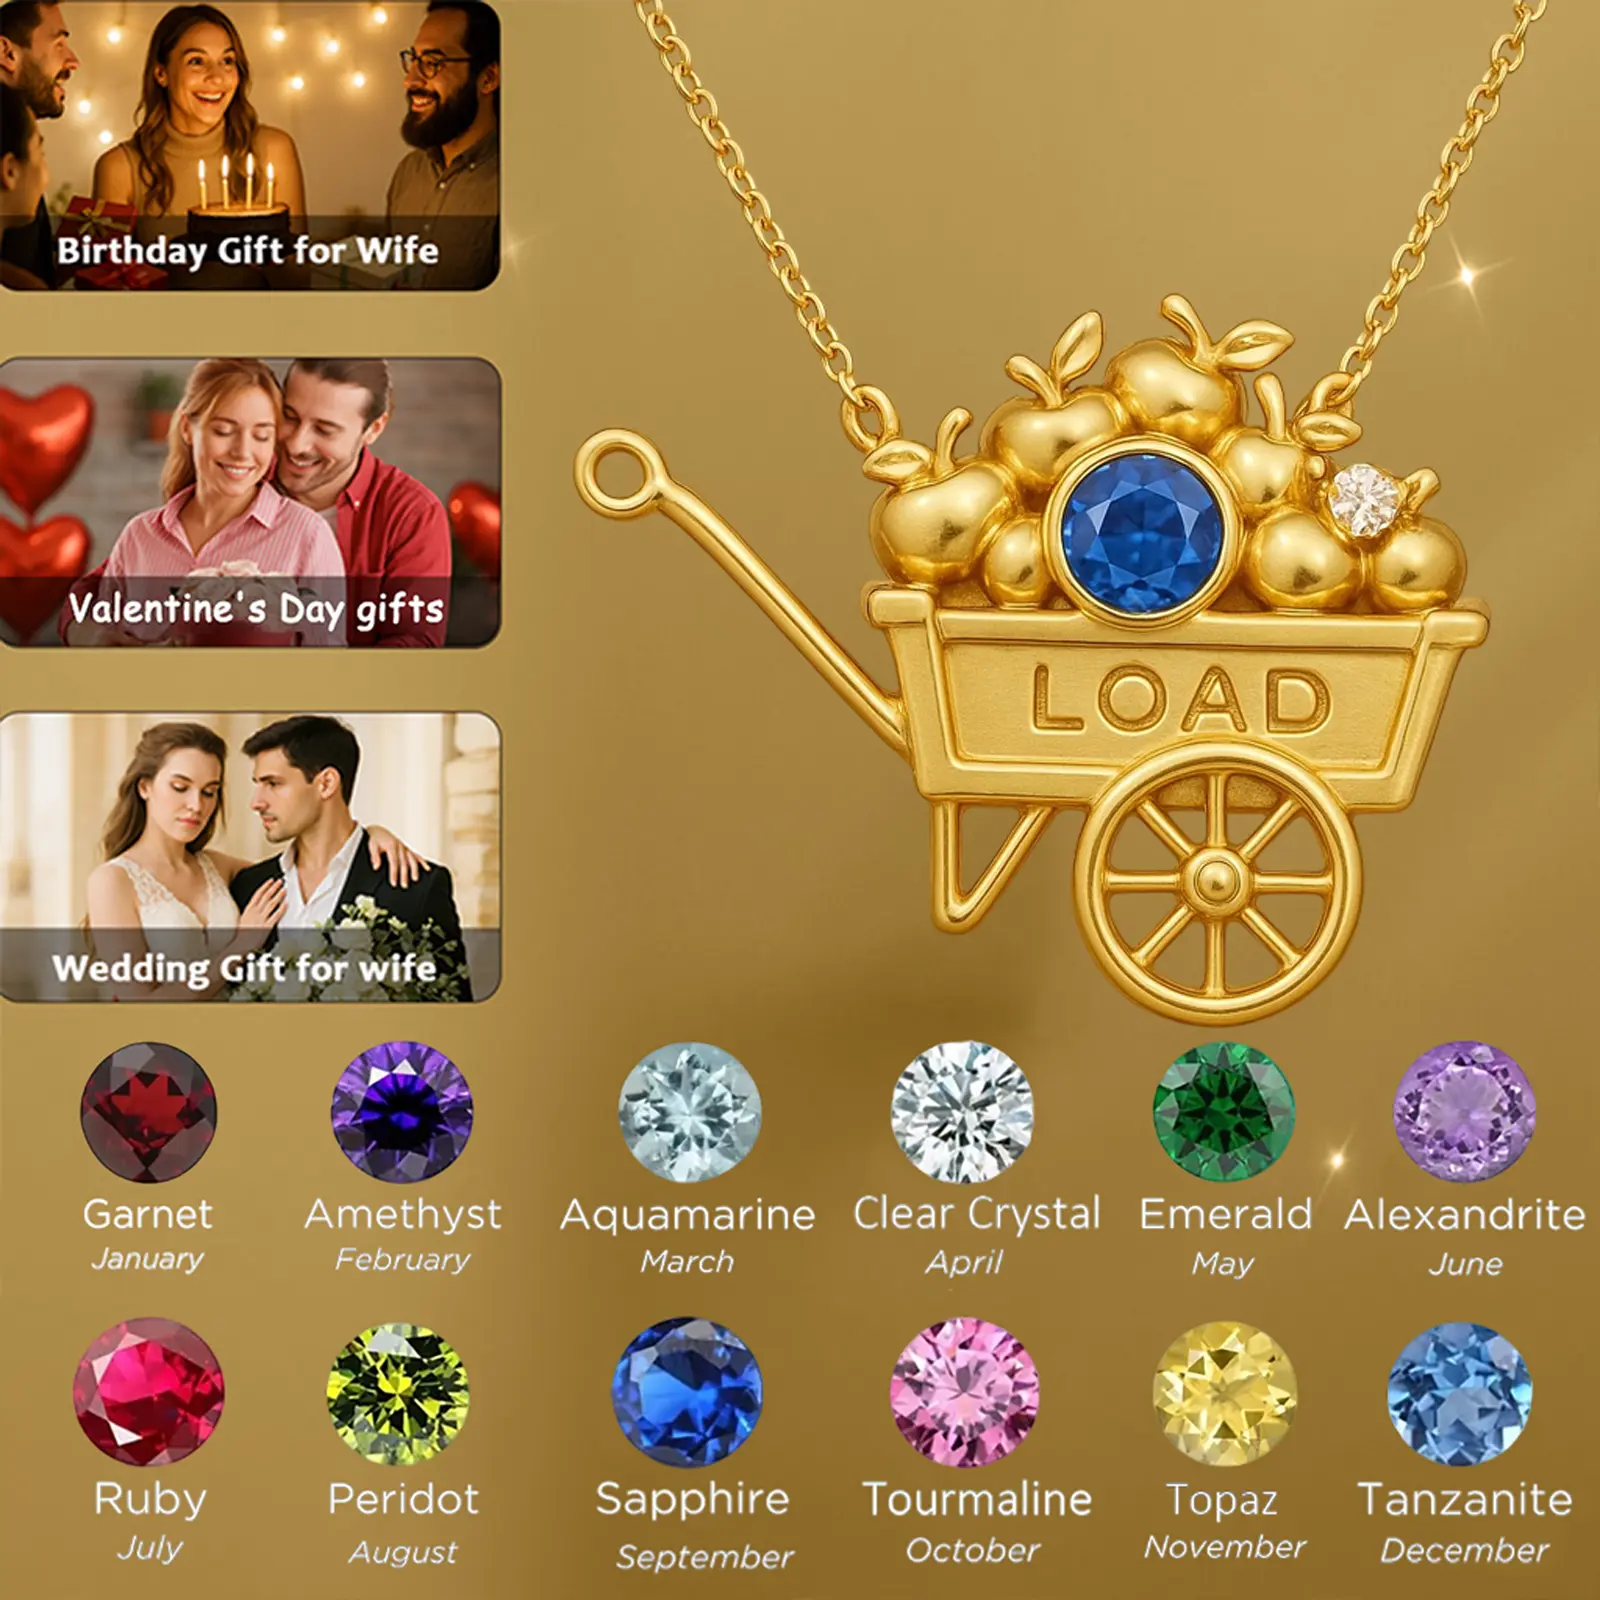 Birthday Gift for Wife
Valentine's Day gifts
Wedding Gift for wife
LOAD
Garnet
January
Amethyst
February
Aquamarine
March
Clear Crystal
April
Emerald
May
Alexandrite
June
Ruby
July
Peridot
August
Sapphire
September
Tourmaline
October
Topaz
November
Tanzanite
December